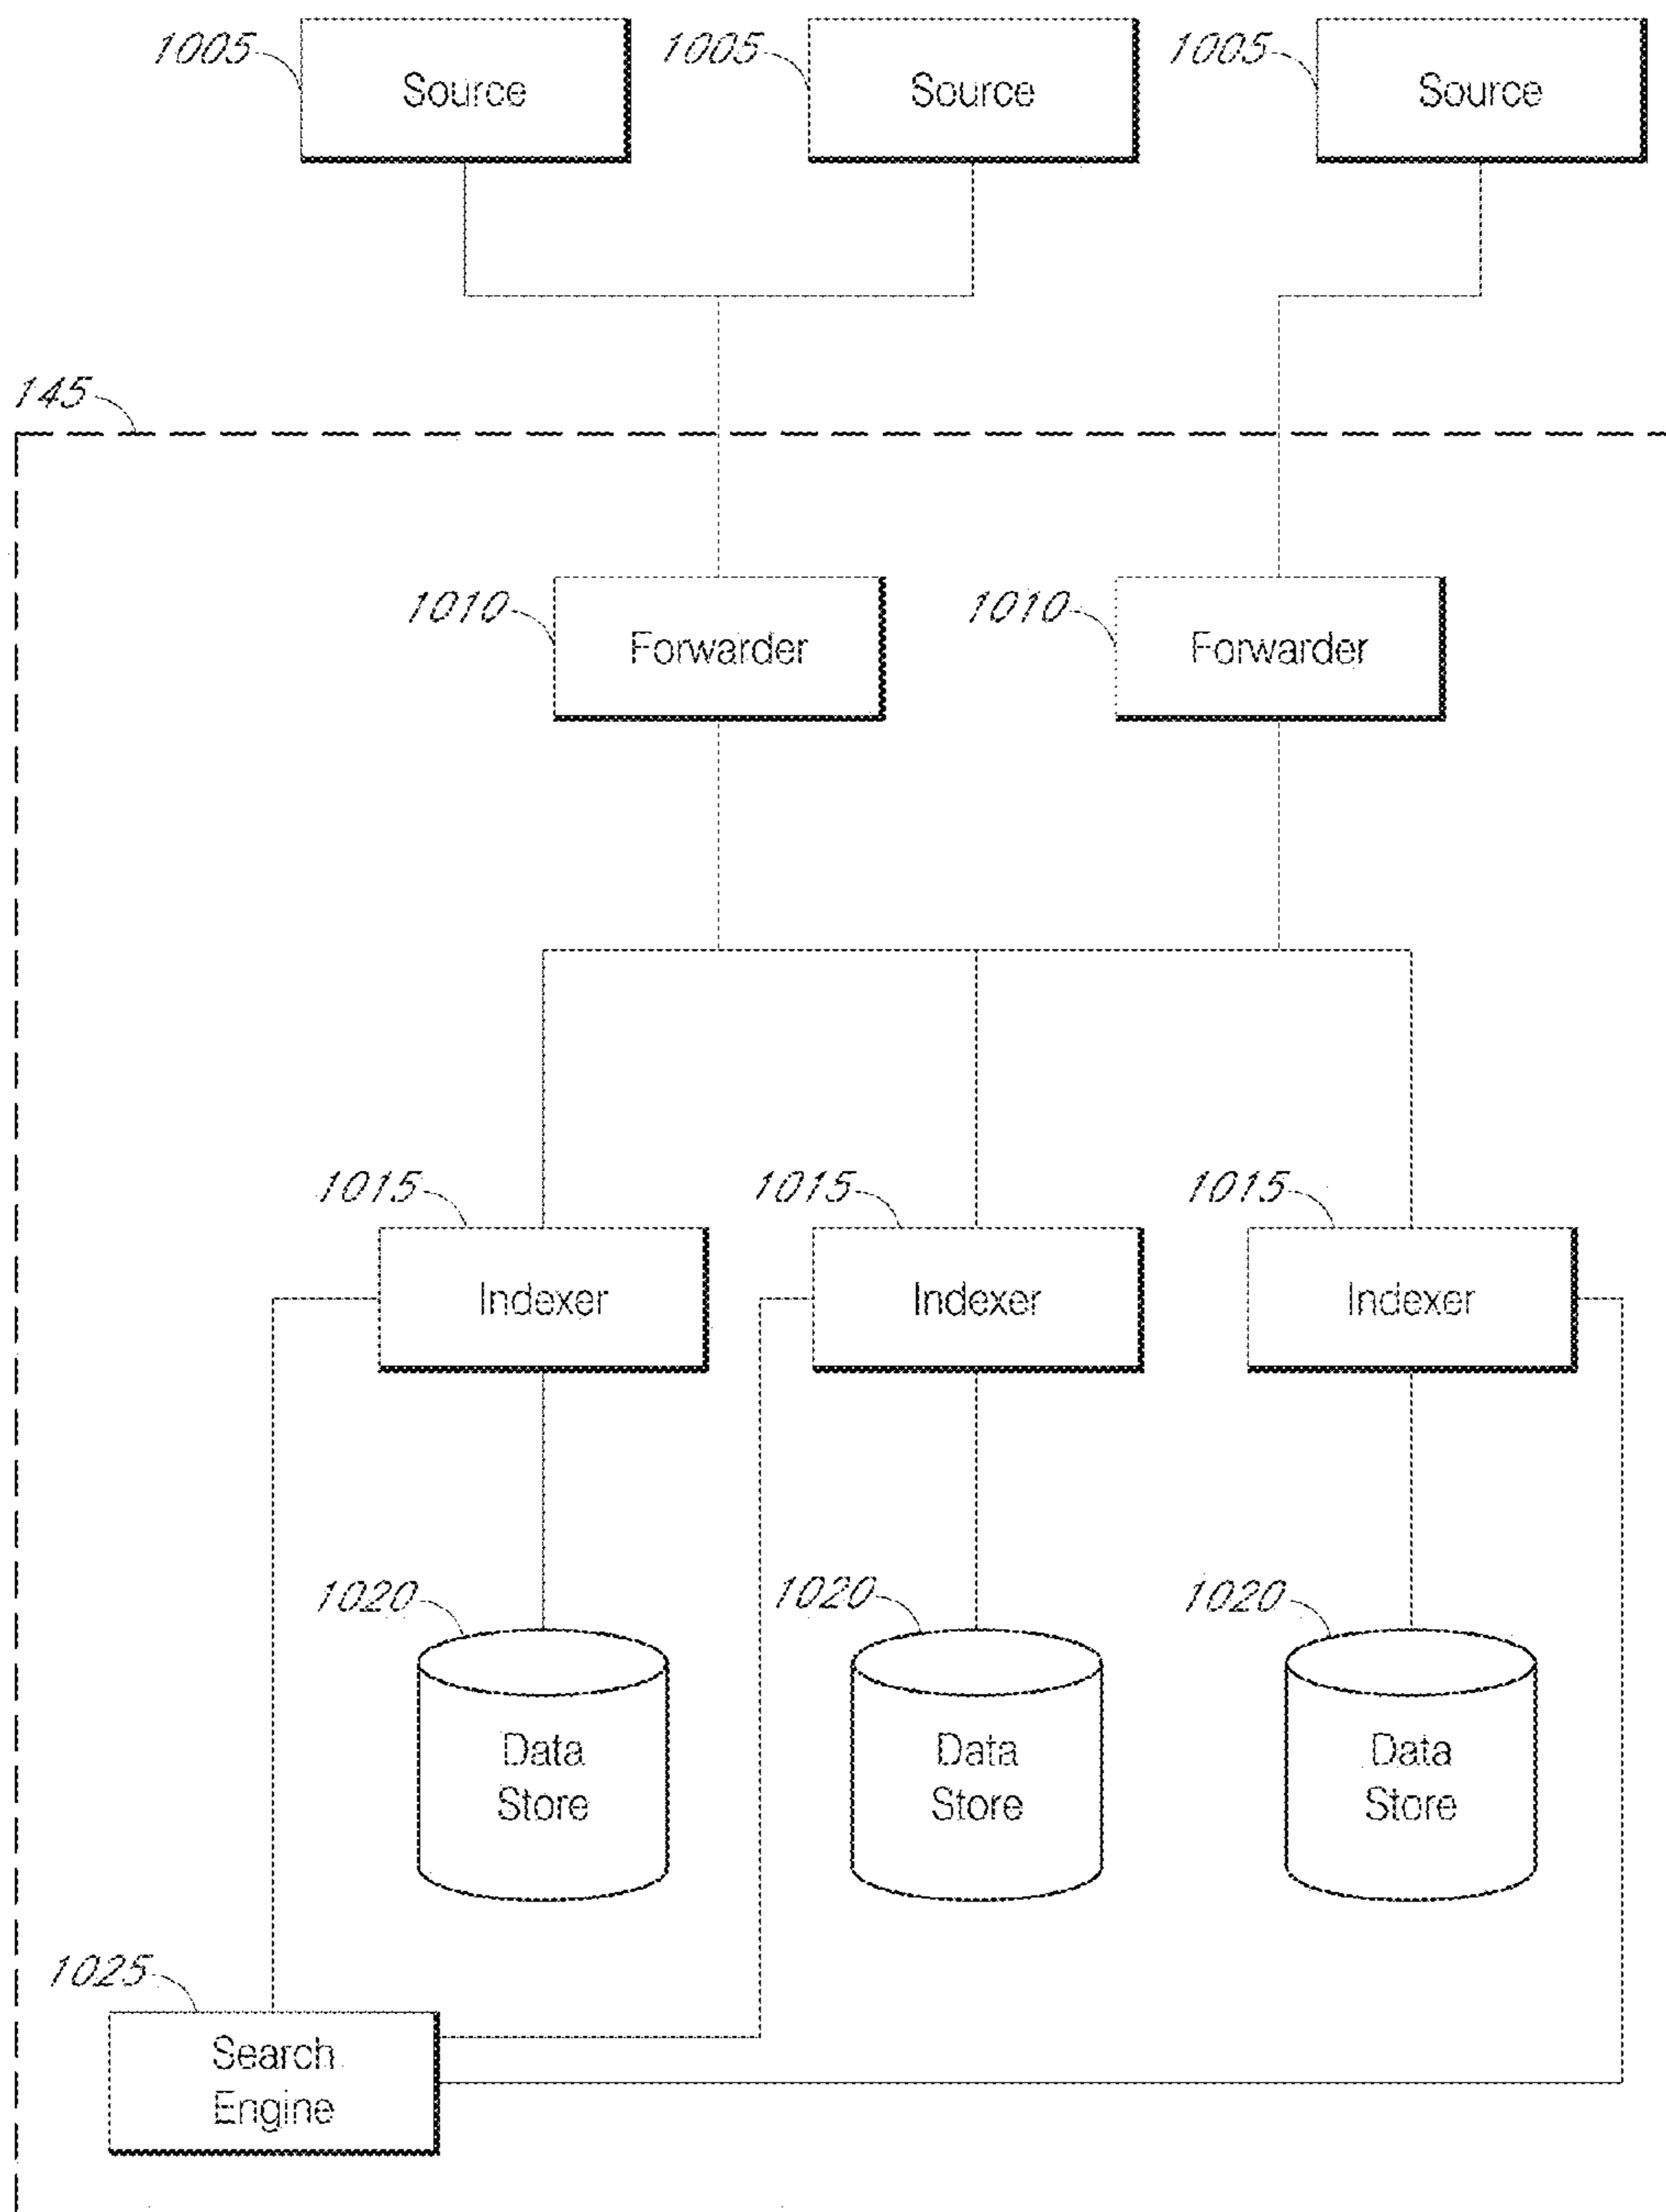 1005
Source
1005
Source
1005
Source
145
1010
Forwarder
1010
Forwarder
1015
Indexer
1015
Indexer
1015
Indexer
1020
Data
Store
1020
Data
Store
1020
Data
Store
1025
Search
Engine